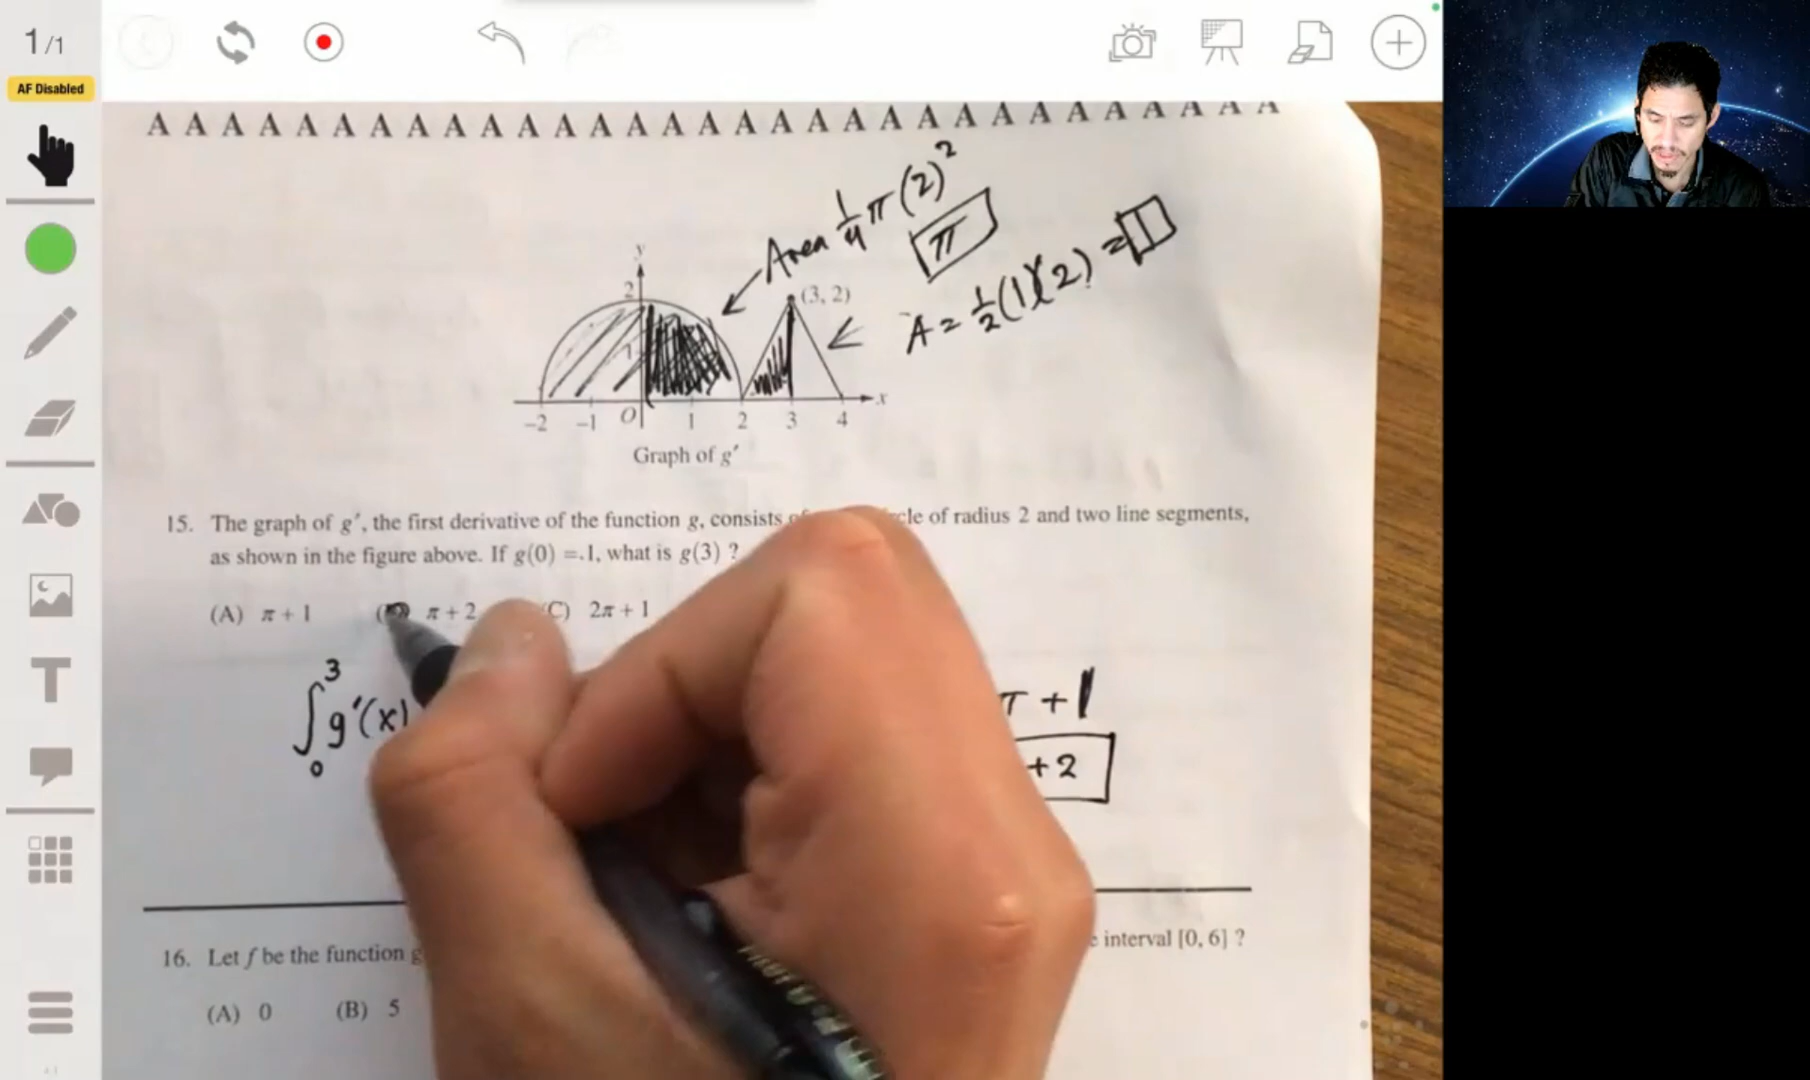 1/1
AF Disabled
A A A A A A A A A A A A A A A A A A A A A A A A A A A A A A A
Area 1/4 π (2)²
π
A = 1/2 (1)(2) = 1
y
2
(3, 2)
1
-2 -1 O 1 2 3 4 x
Graph of g′
15. The graph of g′, the first derivative of the function g, consists of cle of radius 2 and two line segments,
as shown in the figure above. If g(0) = 1, what is g(3) ?
(A) π + 1 ( π + 2 (C) 2π + 1
∫₀³ g′(x) π + 1
+ 2
16. Let f be the function g e interval [0, 6] ?
(A) 0 (B) 5
T